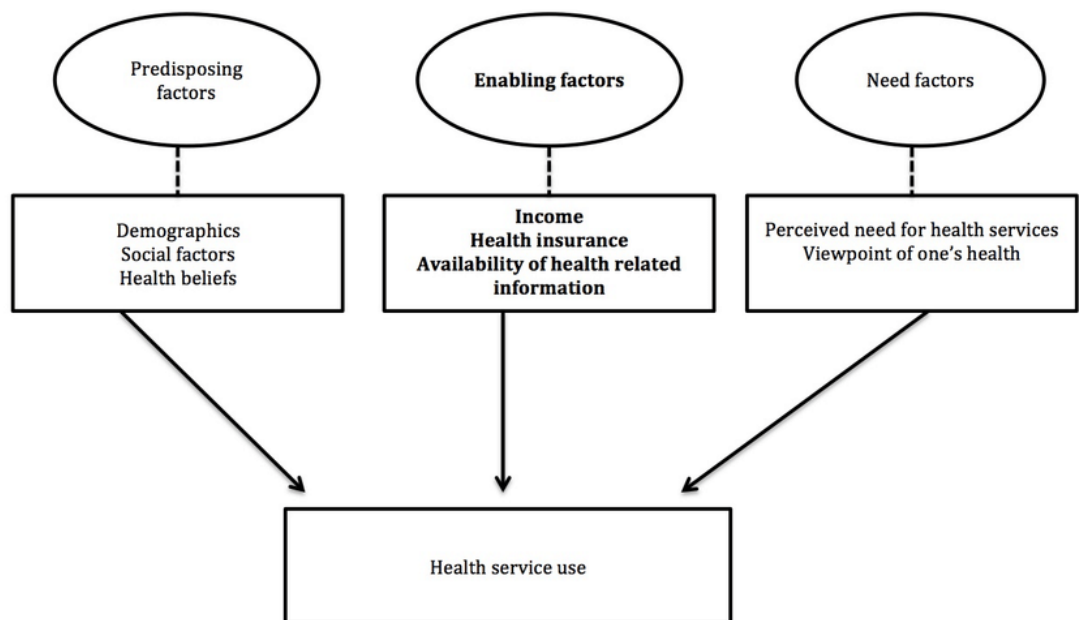 Predisposing
factors
Enabling factors
Need factors
Demographics
Social factors
Health beliefs
Income
Health insurance
Availability of health related
information
Perceived need for health services
Viewpoint of one’s health
Health service use